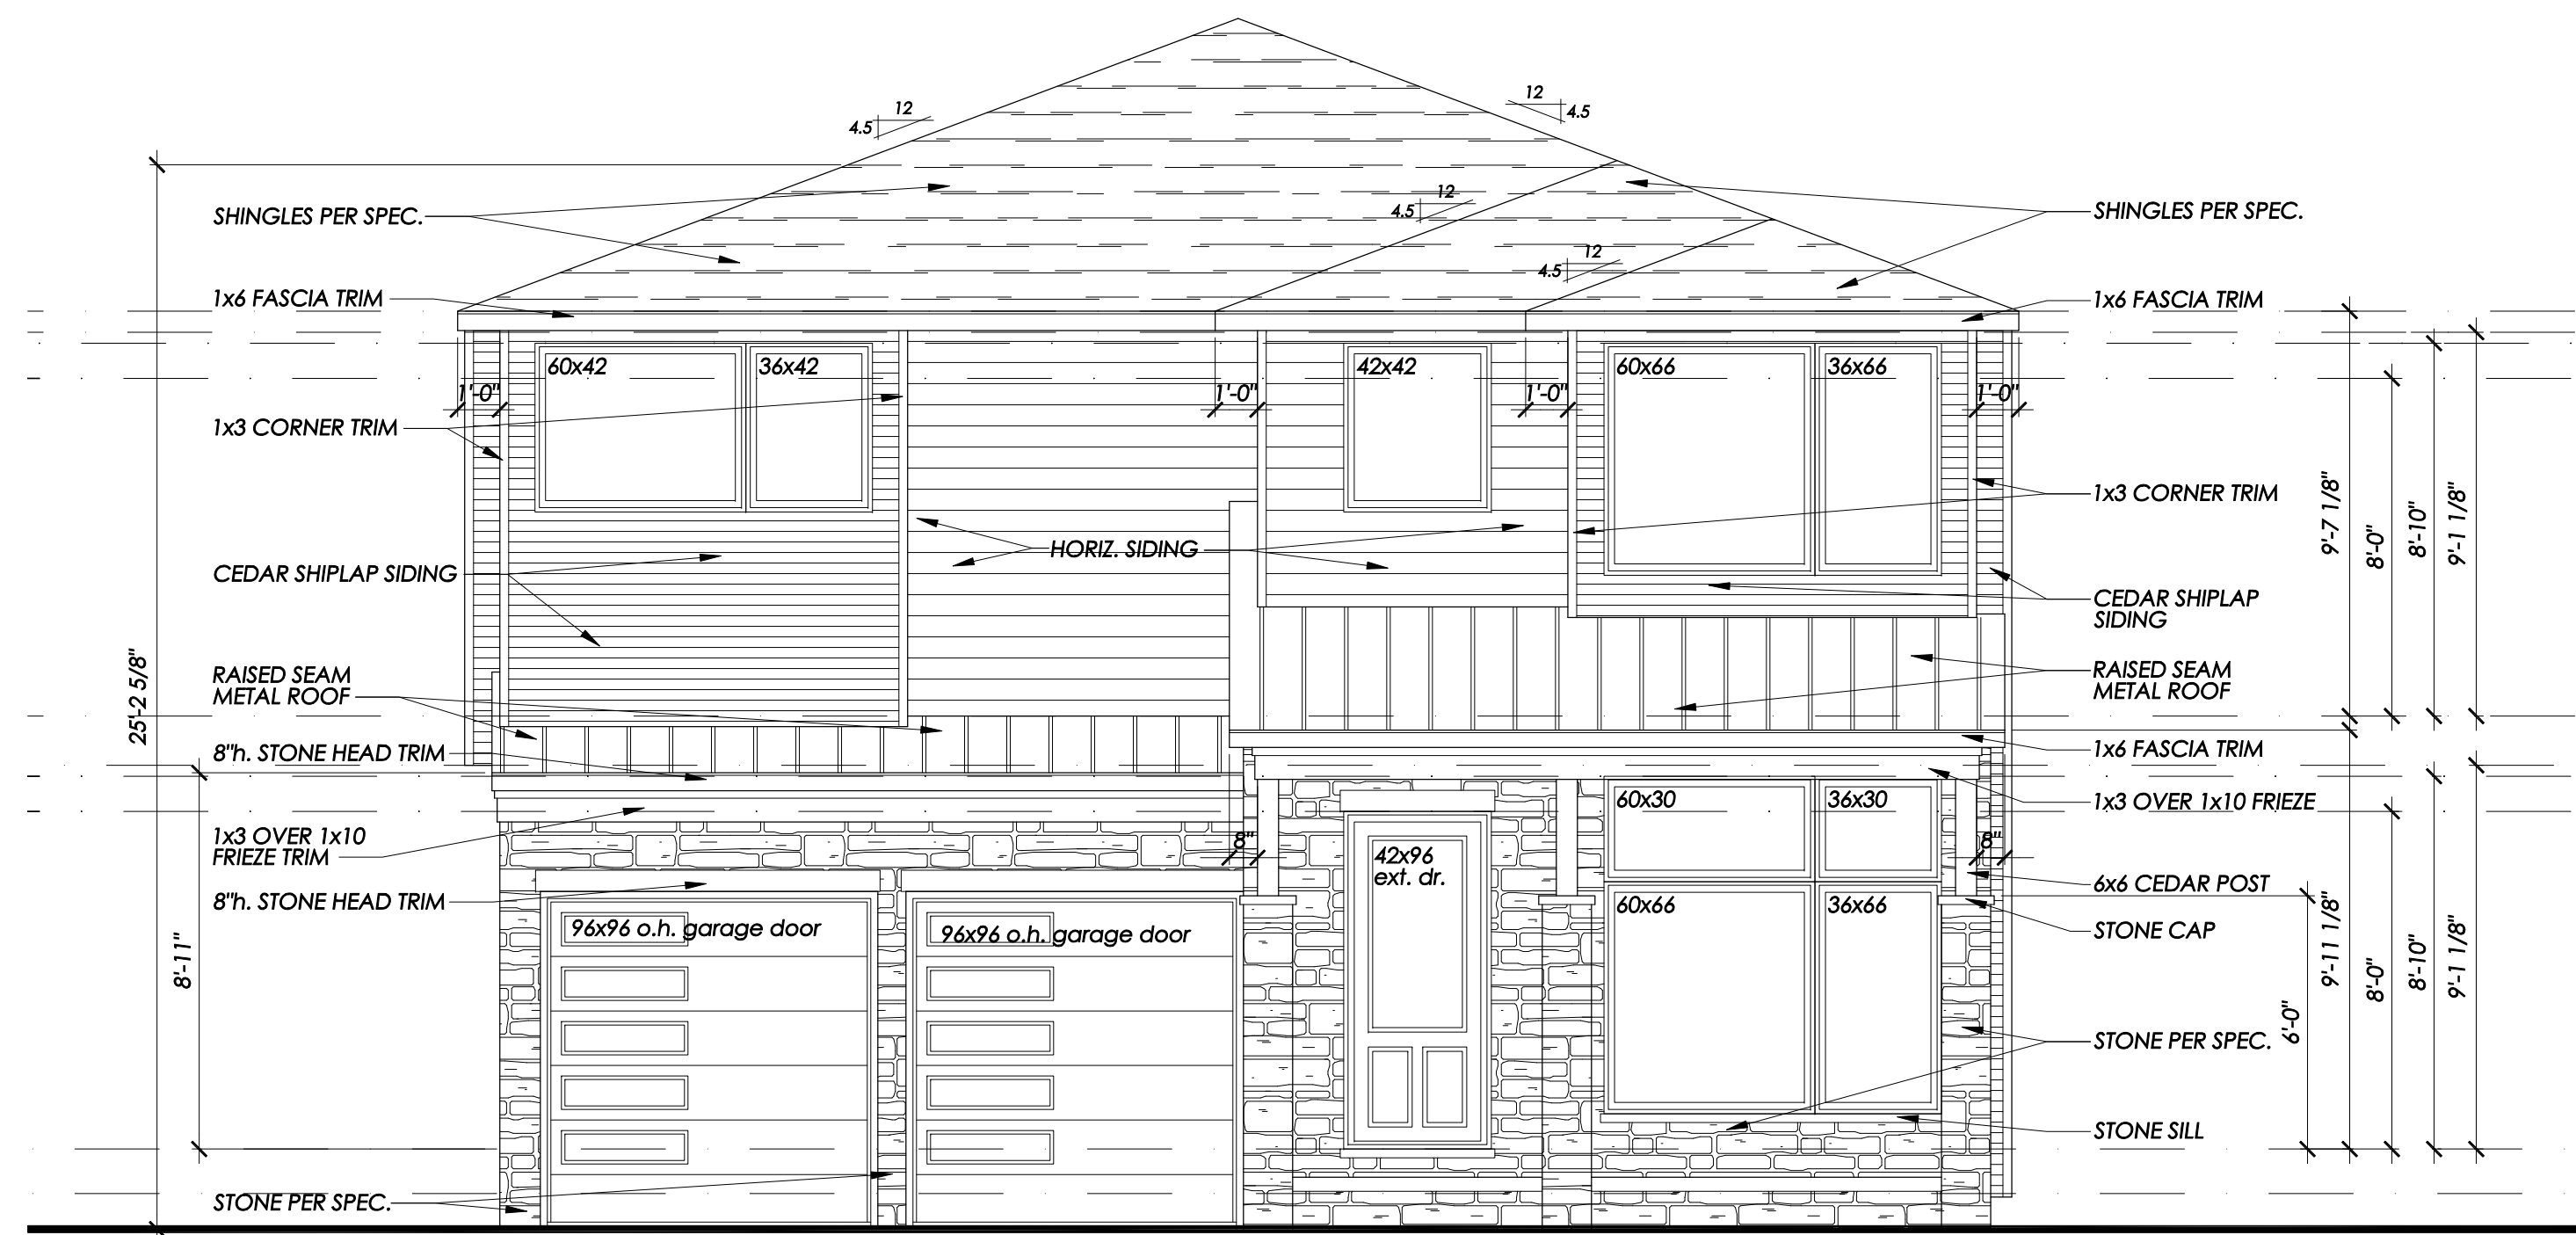 12
4.5
12
4.5
12
4.5
12
4.5
SHINGLES PER SPEC.
SHINGLES PER SPEC.
1x6 FASCIA TRIM
1x6 FASCIA TRIM
60x42
36x42
42x42
60x66
36x66
1'-0"
1'-0"
1'-0"
1'-0"
1x3 CORNER TRIM
1x3 CORNER TRIM
HORIZ. SIDING
9'-7 1/8"
8'-0"
8'-10"
9'-1 1/8"
CEDAR SHIPLAP SIDING
CEDAR SHIPLAP
SIDING
25'-2 5/8"
RAISED SEAM
METAL ROOF
RAISED SEAM
METAL ROOF
8"h. STONE HEAD TRIM
1x6 FASCIA TRIM
60x30
36x30
1x3 OVER 1x10 FRIEZE
1x3 OVER 1x10
FRIEZE TRIM
8"
8"
42x96
ext. dr.
6x6 CEDAR POST
8"h. STONE HEAD TRIM
60x66
36x66
96x96 o.h. garage door
96x96 o.h. garage door
STONE CAP
8'-11"
6'-0"
9'-11 1/8"
8'-0"
8'-10"
9'-1 1/8"
STONE PER SPEC.
STONE SILL
STONE PER SPEC.